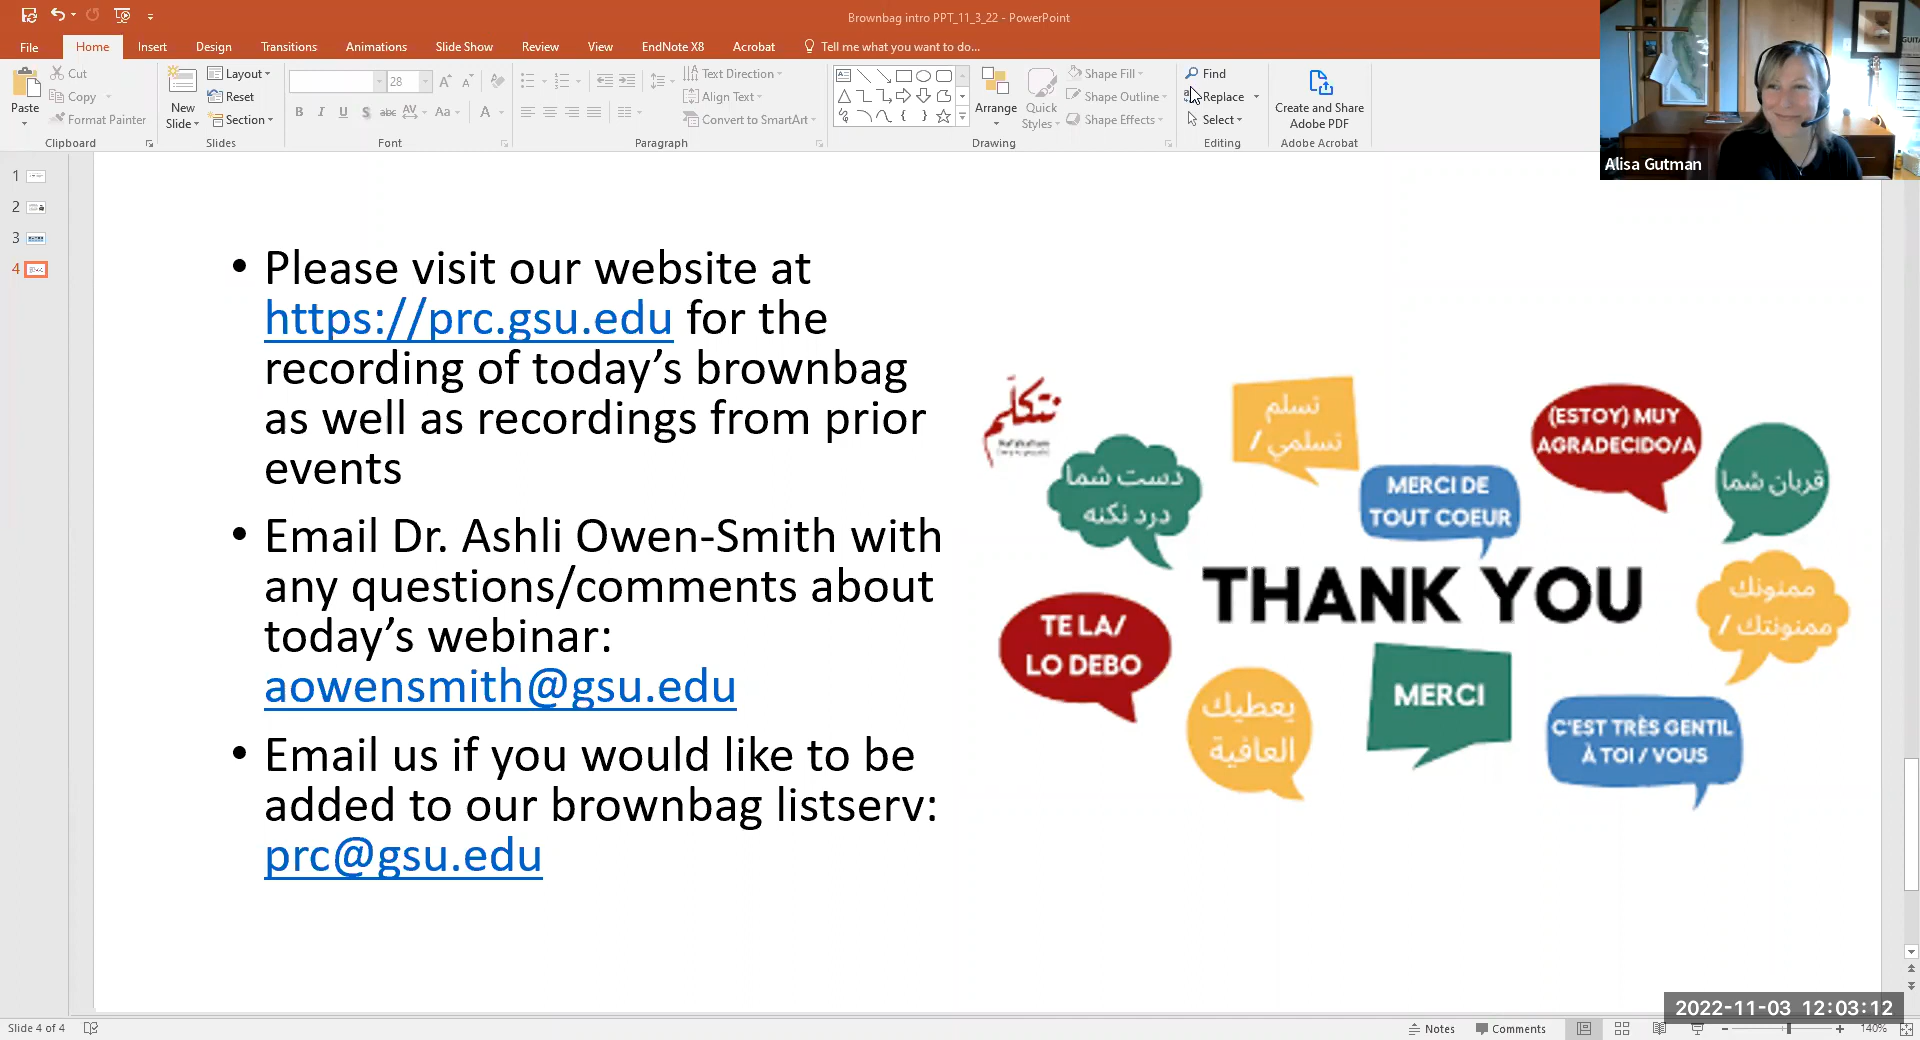 Brownbag intro PPT_11_3_22 - PowerPoint
File
Home
Insert
Design
Transitions
Animations
Slide Show
Review
View
EndNote X8
Acrobat
Tell me what you want to do...
Paste
Cut
Copy
Format Painter
Clipboard
New
Slide
Layout
Reset
Section
Slides
28
Font
Text Direction
Align Text
Convert to SmartArt
Paragraph
Arrange
Quick
Styles
Shape Fill
Shape Outline
Shape Effects
Drawing
Find
Replace
Select
Editing
Create and Share
Adobe PDF
Adobe Acrobat
Alisa Gutman
1
2
3
4
• Please visit our website at
https://prc.gsu.edu for the
recording of today’s brownbag
as well as recordings from prior
events
• Email Dr. Ashli Owen-Smith with
any questions/comments about
today’s webinar:
aowensmith@gsu.edu
• Email us if you would like to be
added to our brownbag listserv:
prc@gsu.edu
نتكلّم
دست شما
درد نکنه
تسلم
/ تسلمي
MERCI DE
TOUT COEUR
(ESTOY) MUY
AGRADECIDO/A
قربان شما
THANK YOU
ممنونك
/ ممنونتك
TE LA/
LO DEBO
يعطيك
العافية
MERCI
C'EST TRÈS GENTIL
À TOI / VOUS
2022-11-03 12:03:12
Slide 4 of 4
Notes
Comments
140%